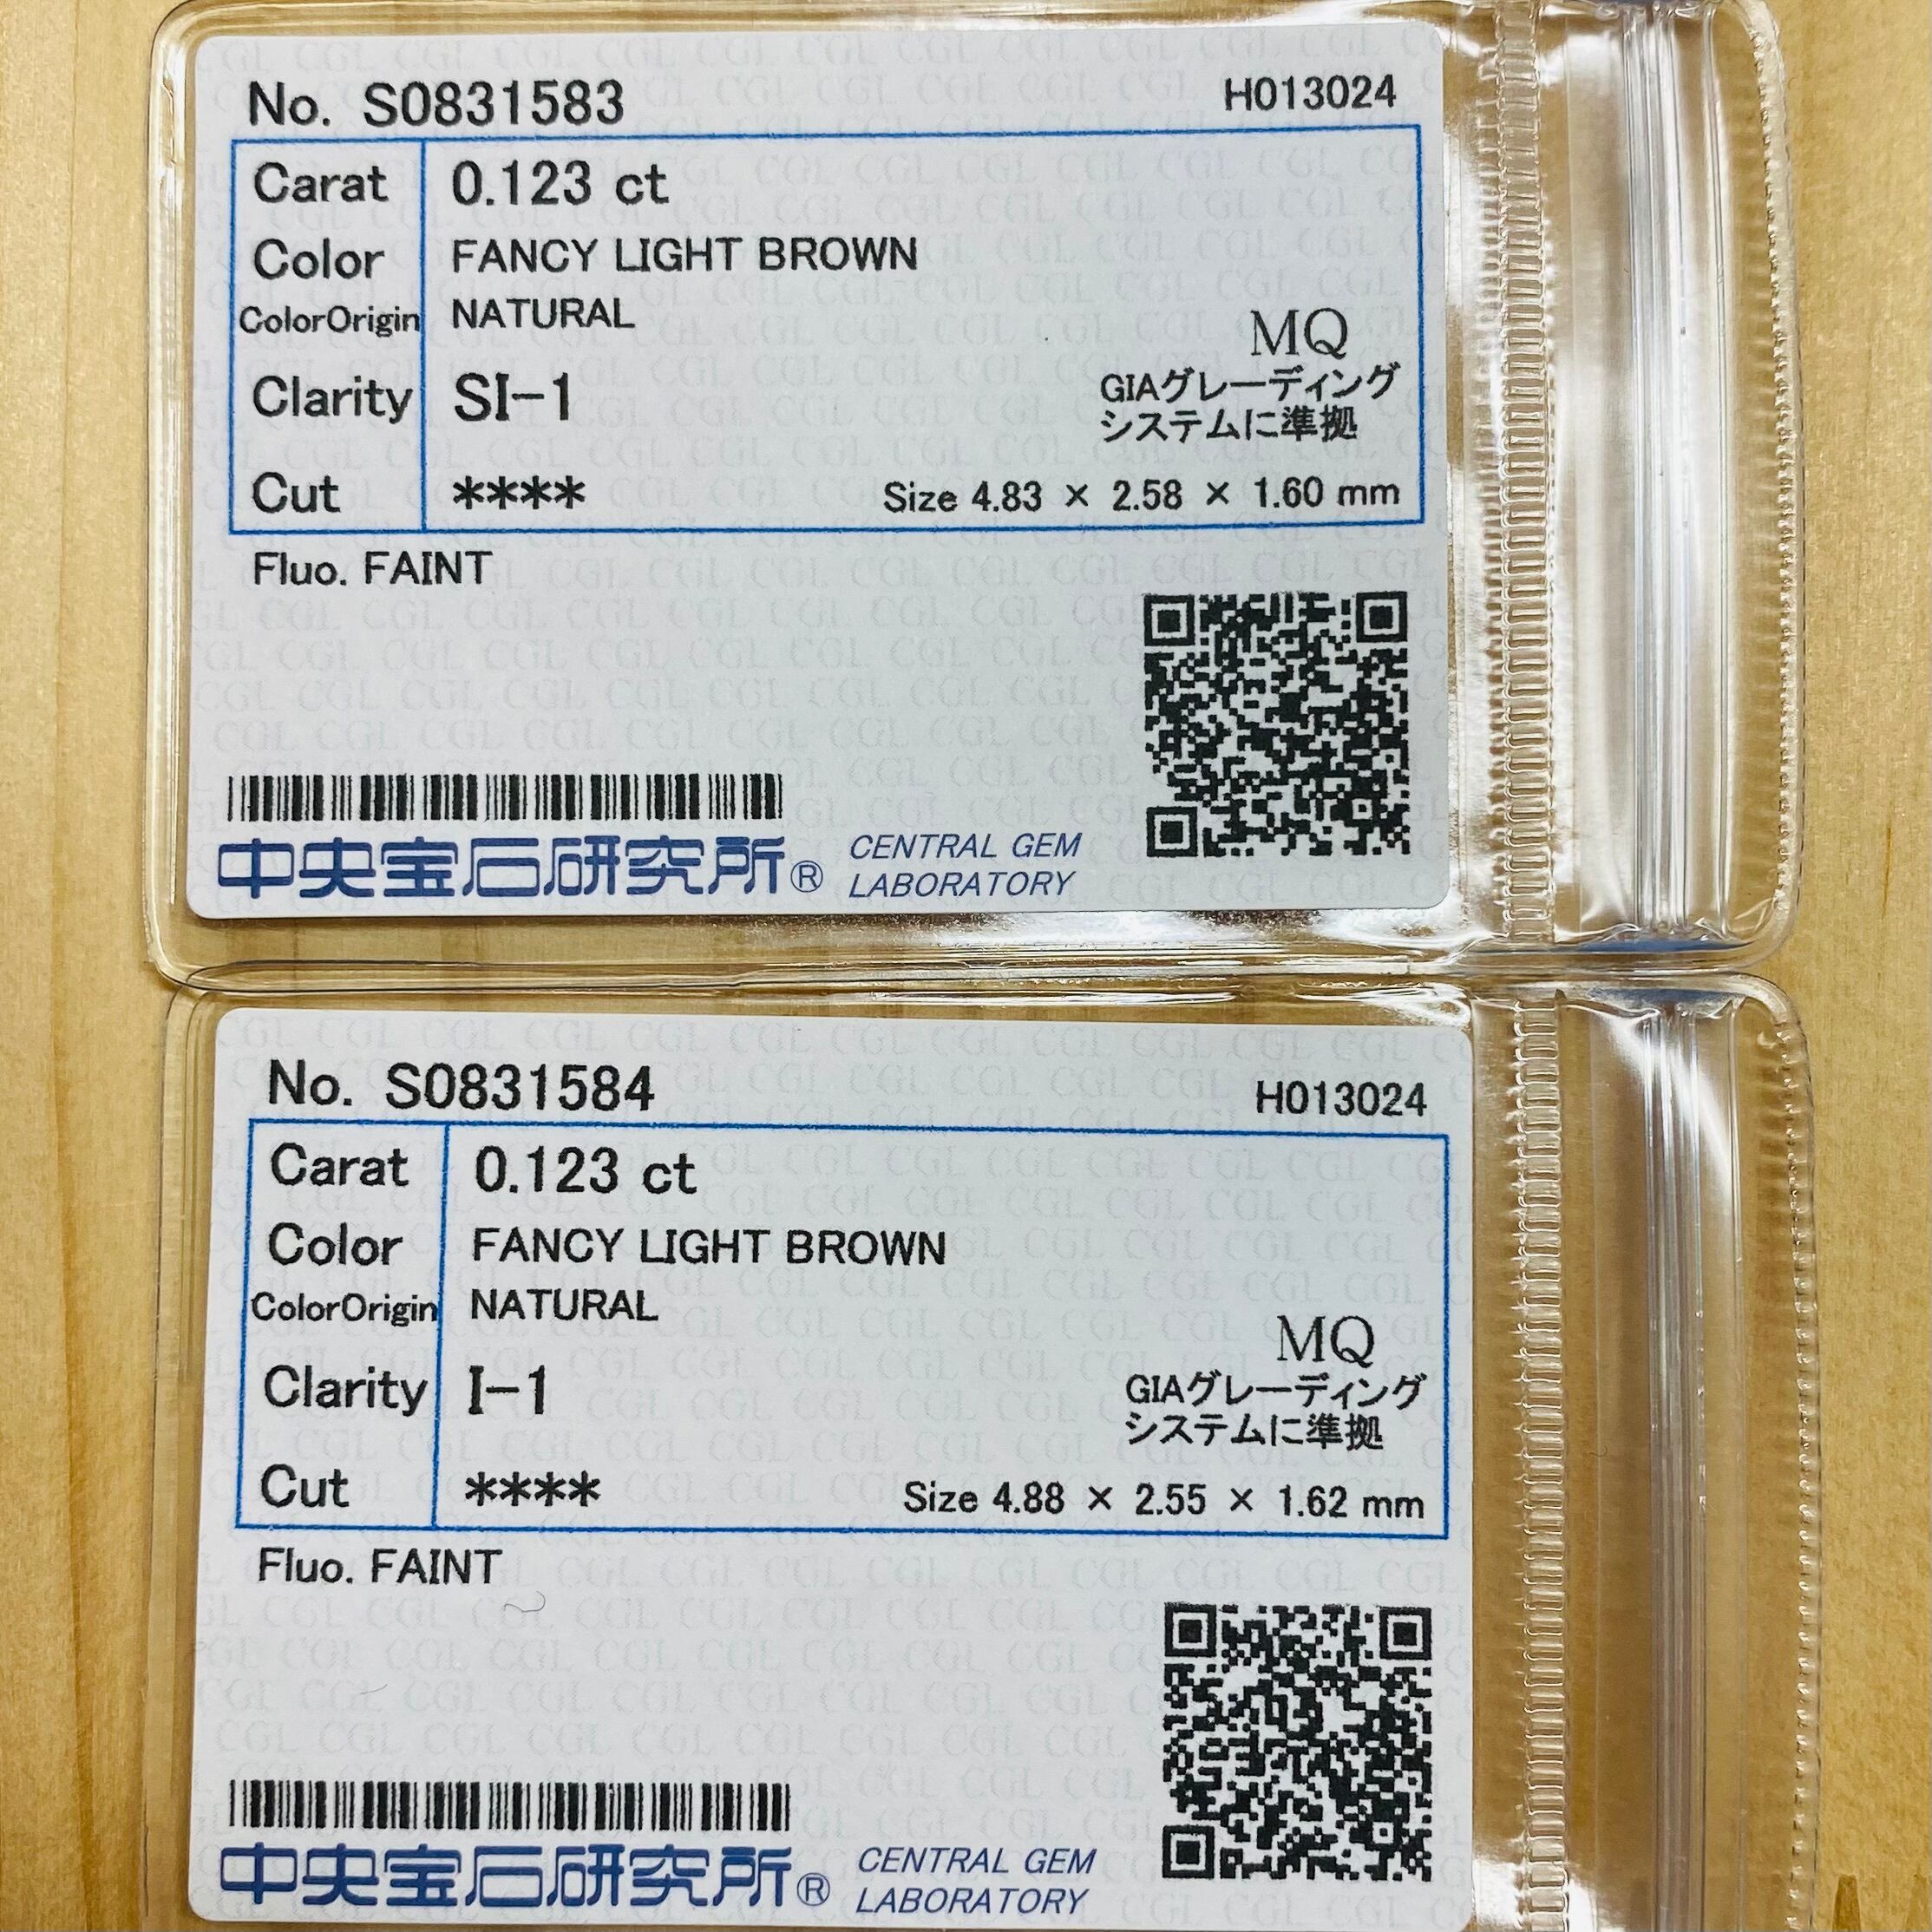 No. S0831583
H013024
Carat 0.123 ct
Color FANCY LIGHT BROWN
ColorOrigin NATURAL
MQ
Clarity SI-1
GIAグレーディング
システムに準拠
Cut ****
Size 4.83 × 2.58 × 1.60 mm
Fluo. FAINT
中央宝石研究所®
CENTRAL GEM
LABORATORY
No. S0831584
H013024
Carat 0.123 ct
Color FANCY LIGHT BROWN
ColorOrigin NATURAL
MQ
Clarity I-1
GIAグレーディング
システムに準拠
Cut ****
Size 4.88 × 2.55 × 1.62 mm
Fluo. FAINT
中央宝石研究所®
CENTRAL GEM
LABORATORY